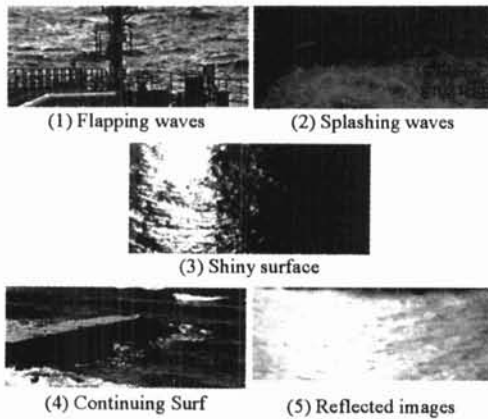 (1) Flapping waves
(2) Splashing waves
(3) Shiny surface
(4) Continuing Surf
(5) Reflected images